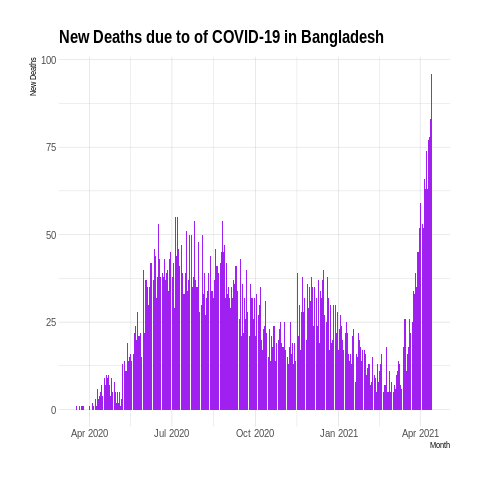 New Deaths due to of COVID-19 in Bangladesh
New Deaths
100
75
50
25
0
Apr 2020 Jul 2020 Oct 2020 Jan 2021 Apr 2021
Month